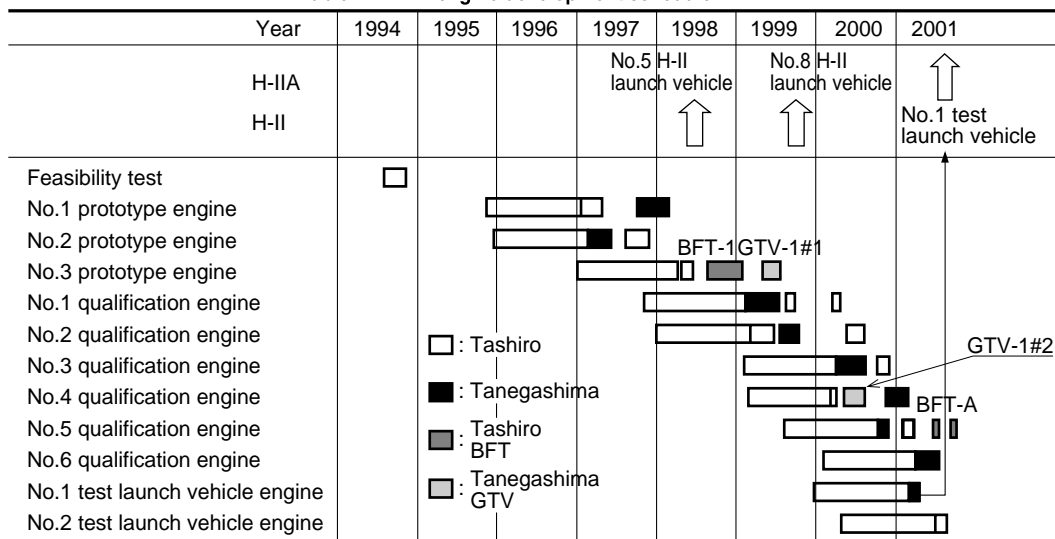 Year 1994 1995 1996 1997 1998 1999 2000 2001
No.5 H-II
launch vehicle
No.8 H-II
launch vehicle
H-IIA
H-II
No.1 test
launch vehicle
Feasibility test
No.1 prototype engine
No.2 prototype engine
BFT-1 GTV-1#1
No.3 prototype engine
No.1 qualification engine
No.2 qualification engine
: Tashiro
GTV-1#2
No.3 qualification engine
No.4 qualification engine
: Tanegashima
BFT-A
No.5 qualification engine
: Tashiro
BFT
No.6 qualification engine
No.1 test launch vehicle engine
: Tanegashima
GTV
No.2 test launch vehicle engine